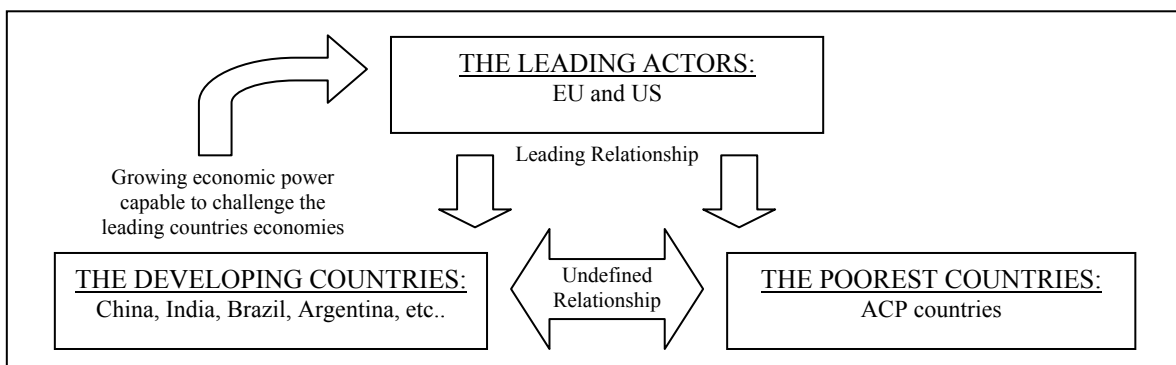 THE LEADING ACTORS:
EU and US
Leading Relationship
Growing economic power
capable to challenge the
leading countries economies
THE DEVELOPING COUNTRIES:
China, India, Brazil, Argentina, etc..
Undefined
Relationship
THE POOREST COUNTRIES:
ACP countries